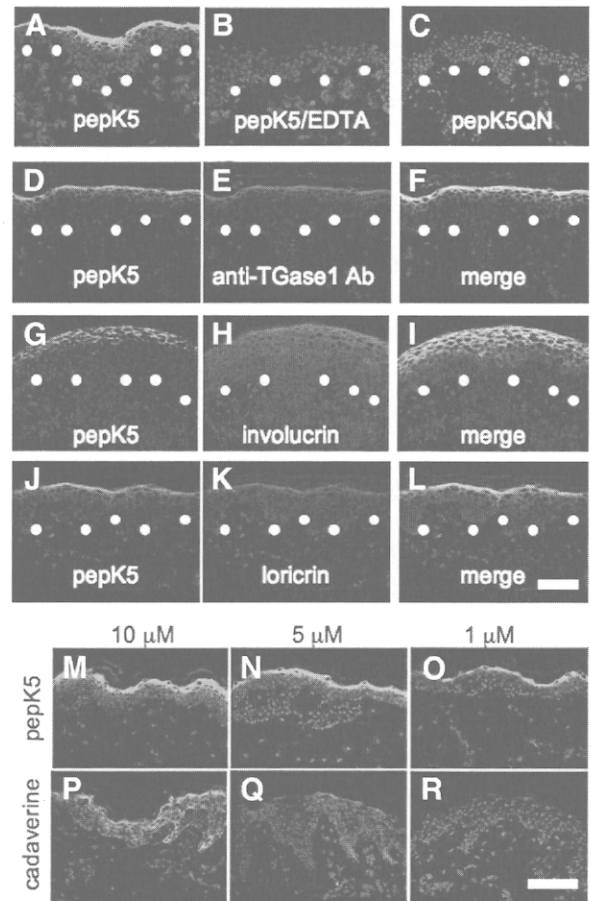 A B C
pepK5 pepK5/EDTA pepK5QN
D E F
pepK5 anti-TGase1 Ab merge
G H I
pepK5 involucrin merge
J K L
pepK5 loricrin merge
10 µM 5 µM 1 µM
M N O
pepK5
P Q R
cadaverine